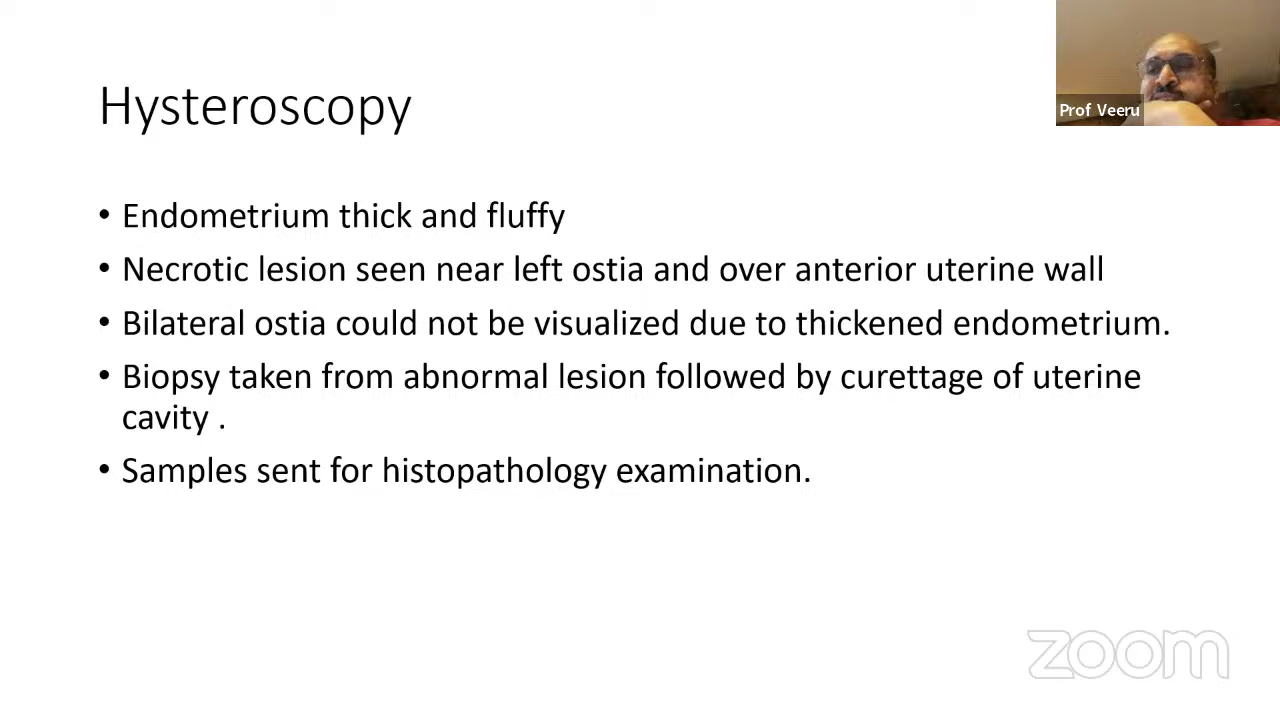 Hysteroscopy
Prof Veeru
• Endometrium thick and fluffy
• Necrotic lesion seen near left ostia and over anterior uterine wall
• Bilateral ostia could not be visualized due to thickened endometrium.
• Biopsy taken from abnormal lesion followed by curettage of uterine
cavity .
• Samples sent for histopathology examination.
zoom